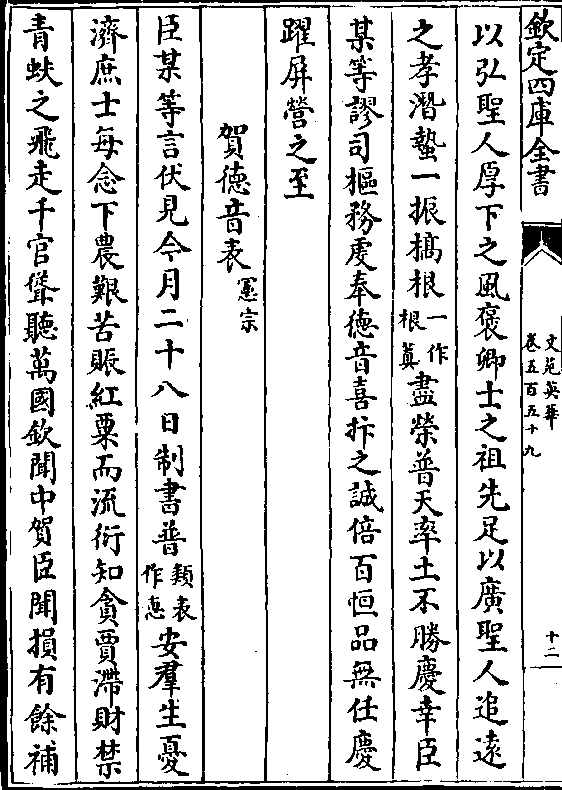 欽定四庫全書
文苑英華
卷五百五十九
十二
以弘聖人厚下之風褒卿士之祖先足以廣聖人追遠
之孝潛蟄一振槁根一作根荄盡榮普天率土不勝慶幸臣
某等謬司樞務處奉德音喜抃之誠倍百恒品無任慶
躍屏營之至
賀德音表憲宗
臣某等言伏見今月二十八日制書普類表作惠安羣生憂
濟庶士每念下農艱苦賑紅粟而流衍知貪賈滯財禁
青蚨之飛走千官聳聽萬國欽聞中賀臣聞損有餘補